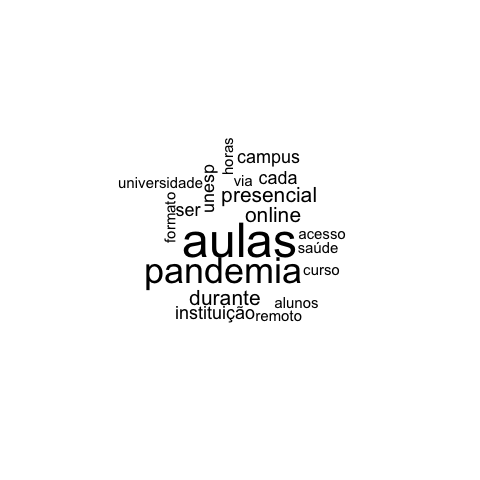 horas
campus
universidade
unesp
via
cada
formato
ser
presencial
online
aulas
acesso
saúde
pandemia
curso
durante
alunos
instituição
remoto